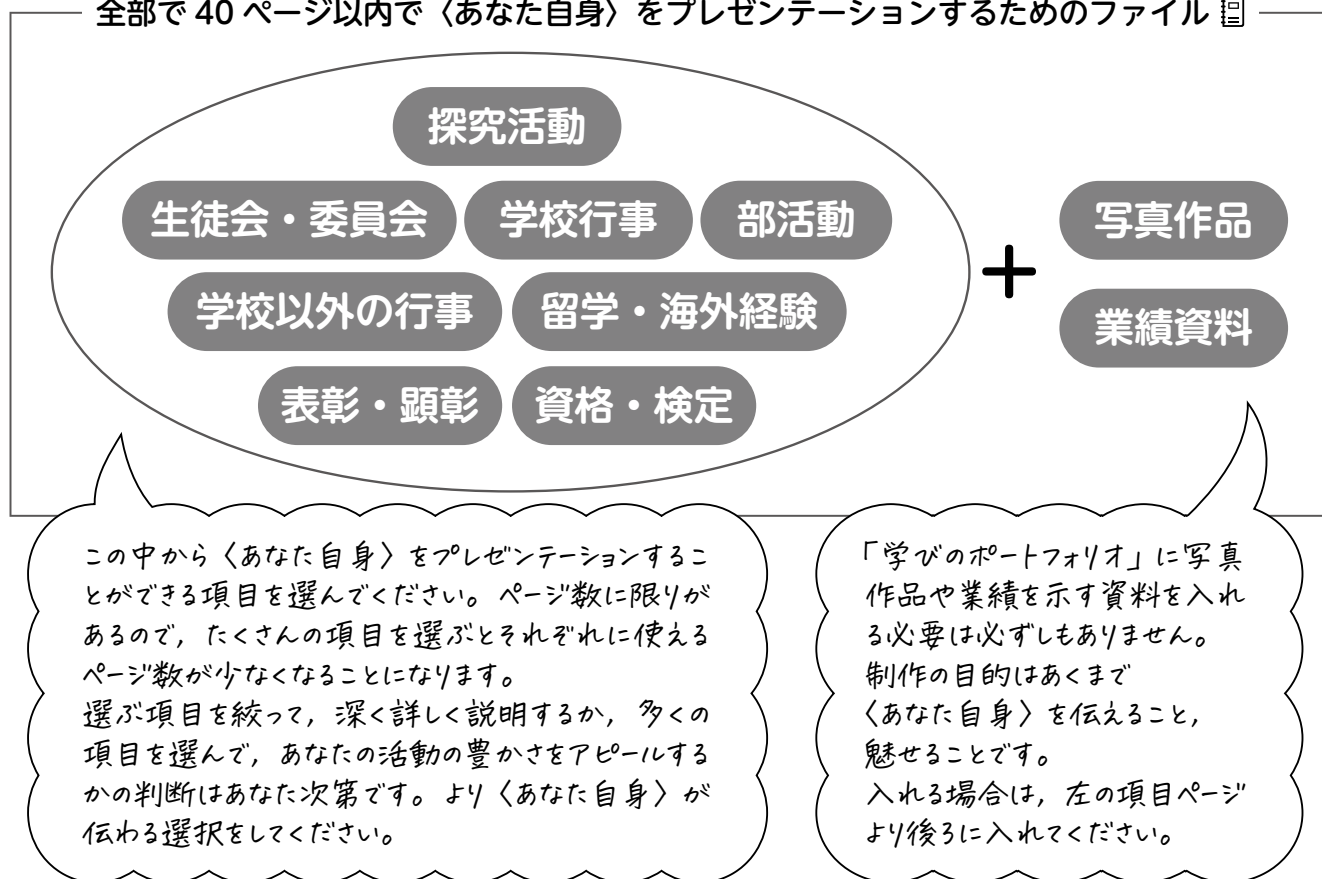 全部で 40 ページ以内で〈あなた自身〉をプレゼンテーションするためのファイル
探究活動
生徒会・委員会 学校行事 部活動
学校以外の行事 留学・海外経験
表彰・顕彰 資格・検定
+
写真作品
業績資料
この中から〈あなた自身〉をプレゼンテーションするこ
とができる項目を選んでください。ページ数に限りが
あるので，たくさんの項目を選ぶとそれぞれに使える
ページ数が少なくなることになります。
選ぶ項目を絞って，深く詳しく説明するか，多くの
項目を選んで，あなたの活動の豊かさをアピールする
かの判断はあなた次第です。より〈あなた自身〉が
伝わる選択をしてください。
「学びのポートフォリオ」に写真
作品や業績を示す資料を入れ
る必要は必ずしもありません。
制作の目的はあくまで
〈あなた自身〉を伝えること，
魅せることです。
入れる場合は，左の項目ページ
より後ろに入れてください。